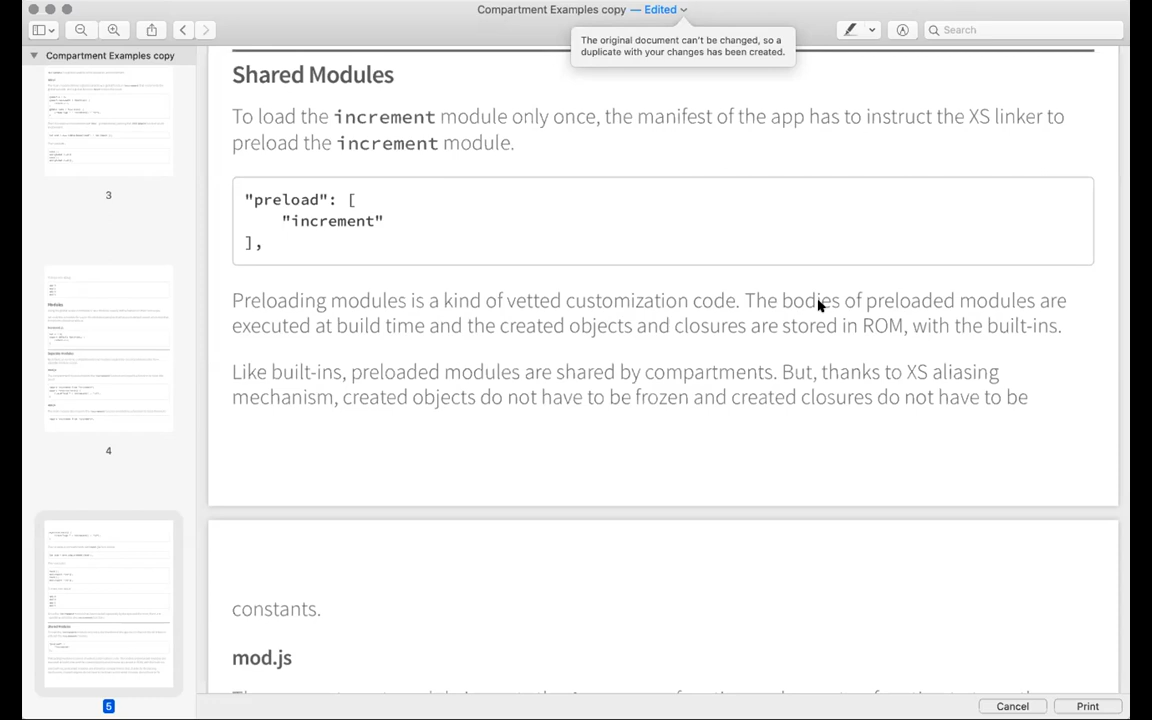 Compartment Examples copy — Edited
The original document can't be changed, so a
duplicate with your changes has been created.
Search
Compartment Examples copy
3
4
5
Shared Modules
To load the increment module only once, the manifest of the app has to instruct the XS linker to
preload the increment module.
"preload": [
"increment"
],
Preloading modules is a kind of vetted customization code. The bodies of preloaded modules are
executed at build time and the created objects and closures are stored in ROM, with the built-ins.
Like built-ins, preloaded modules are shared by compartments. But, thanks to XS aliasing
mechanism, created objects do not have to be frozen and created closures do not have to be
constants.
mod.js
Cancel
Print